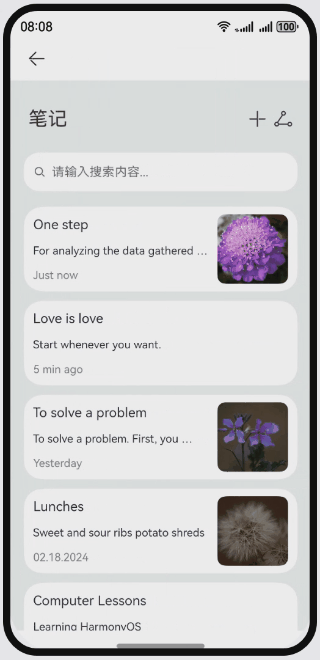 08:08
100
笔记
请输入搜索内容...
One step
For analyzing the data gathered ...
Just now
Love is love
Start whenever you want.
5 min ago
To solve a problem
To solve a problem. First, you ...
Yesterday
Lunches
Sweet and sour ribs potato shreds
02.18.2024
Computer Lessons
Learning HarmonyOS